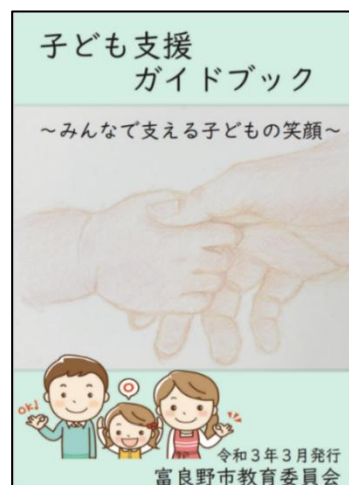 子ども支援
ガイドブック
～みんなで支える子どもの笑顔～
OK!
令和3年3月発行
富良野市教育委員会